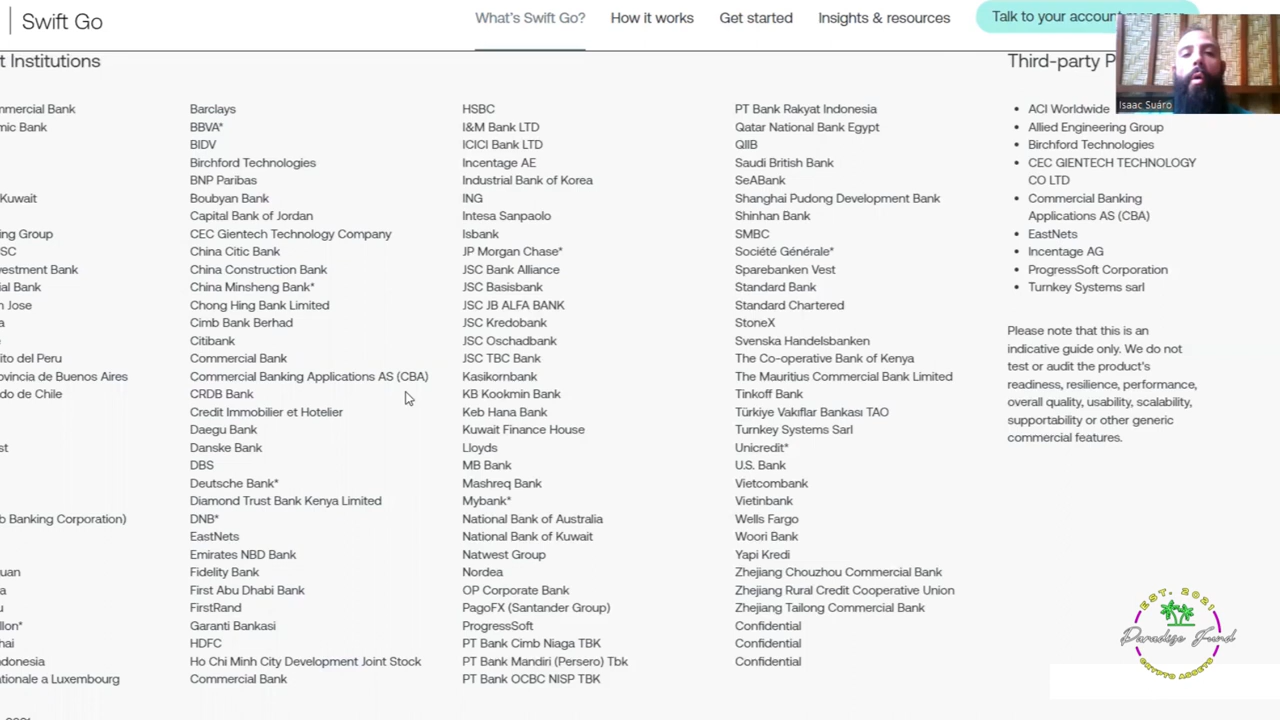 Swift Go
What's Swift Go?
How it works
Get started
Insights & resources
Talk to your account
t Institutions
mmercial Bank
mic Bank
Kuwait
ing Group
SC
vestment Bank
ial Bank
n Jose
a
e
ito del Peru
ovincia de Buenos Aires
do de Chile
st
b Banking Corporation)
uan
a
u
llon*
hai
ndonesia
ationale a Luxembourg
Barclays
BBVA*
BIDV
Birchford Technologies
BNP Paribas
Boubyan Bank
Capital Bank of Jordan
CEC Gientech Technology Company
China Citic Bank
China Construction Bank
China Minsheng Bank*
Chong Hing Bank Limited
Cimb Bank Berhad
Citibank
Commercial Bank
Commercial Banking Applications AS (CBA)
CRDB Bank
Credit Immobilier et Hotelier
Daegu Bank
Danske Bank
DBS
Deutsche Bank*
Diamond Trust Bank Kenya Limited
DNB*
EastNets
Emirates NBD Bank
Fidelity Bank
First Abu Dhabi Bank
FirstRand
Garanti Bankasi
HDFC
Ho Chi Minh City Development Joint Stock
Commercial Bank
HSBC
I&M Bank LTD
ICICI Bank LTD
Incentage AE
Industrial Bank of Korea
ING
Intesa Sanpaolo
Isbank
JP Morgan Chase*
JSC Bank Alliance
JSC Basisbank
JSC JB ALFA BANK
JSC Kredobank
JSC Oschadbank
JSC TBC Bank
Kasikornbank
KB Kookmin Bank
Keb Hana Bank
Kuwait Finance House
Lloyds
MB Bank
Mashreq Bank
Mybank*
National Bank of Australia
National Bank of Kuwait
Natwest Group
Nordea
OP Corporate Bank
PagoFX (Santander Group)
ProgressSoft
PT Bank Cimb Niaga TBK
PT Bank Mandiri (Persero) Tbk
PT Bank OCBC NISP TBK
PT Bank Rakyat Indonesia
Qatar National Bank Egypt
QIIB
Saudi British Bank
SeABank
Shanghai Pudong Development Bank
Shinhan Bank
SMBC
Société Générale*
Sparebanken Vest
Standard Bank
Standard Chartered
StoneX
Svenska Handelsbanken
The Co-operative Bank of Kenya
The Mauritius Commercial Bank Limited
Tinkoff Bank
Türkiye Vakıflar Bankası TAO
Turnkey Systems Sarl
Unicredit*
U.S. Bank
Vietcombank
Vietinbank
Wells Fargo
Woori Bank
Yapi Kredi
Zhejiang Chouzhou Commercial Bank
Zhejiang Rural Credit Cooperative Union
Zhejiang Tailong Commercial Bank
Confidential
Confidential
Confidential
Third-party P
• ACI Worldwide
• Allied Engineering Group
• Birchford Technologies
• CEC GIENTECH TECHNOLOGY
CO LTD
• Commercial Banking
Applications AS (CBA)
• EastNets
• Incentage AG
• ProgressSoft Corporation
• Turnkey Systems sarl
Please note that this is an
indicative guide only. We do not
test or audit the product's
readiness, resilience, performance,
overall quality, usability, scalability,
supportability or other generic
commercial features.
Isaac Suáro
EST. 2021
Paradise Fund
CRYPTO ASSETS